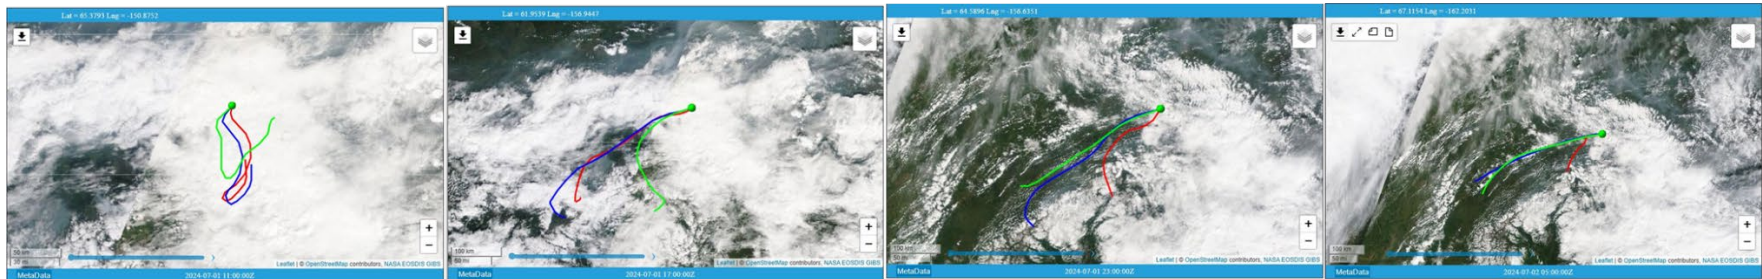 Lat = 65.3793 Lng = -150.8752
+
−
50 km
30 mi
Leaflet | © OpenStreetMap contributors, NASA EOSDIS GIBS
MetaData
2024-07-01 11:00:00Z
Lat = 61.9539 Lng = -156.9447
+
−
100 km
50 mi
Leaflet | © OpenStreetMap contributors, NASA EOSDIS GIBS
MetaData
2024-07-01 17:00:00Z
Lat = 64.5896 Lng = -156.6351
+
−
Leaflet | © OpenStreetMap contributors, NASA EOSDIS GIBS
MetaData
2024-07-01 23:00:00Z
Lat = 67.1154 Lng = -162.2031
+
−
100 km
50 mi
Leaflet | © OpenStreetMap contributors, NASA EOSDIS GIBS
MetaData
2024-07-02 05:00:00Z